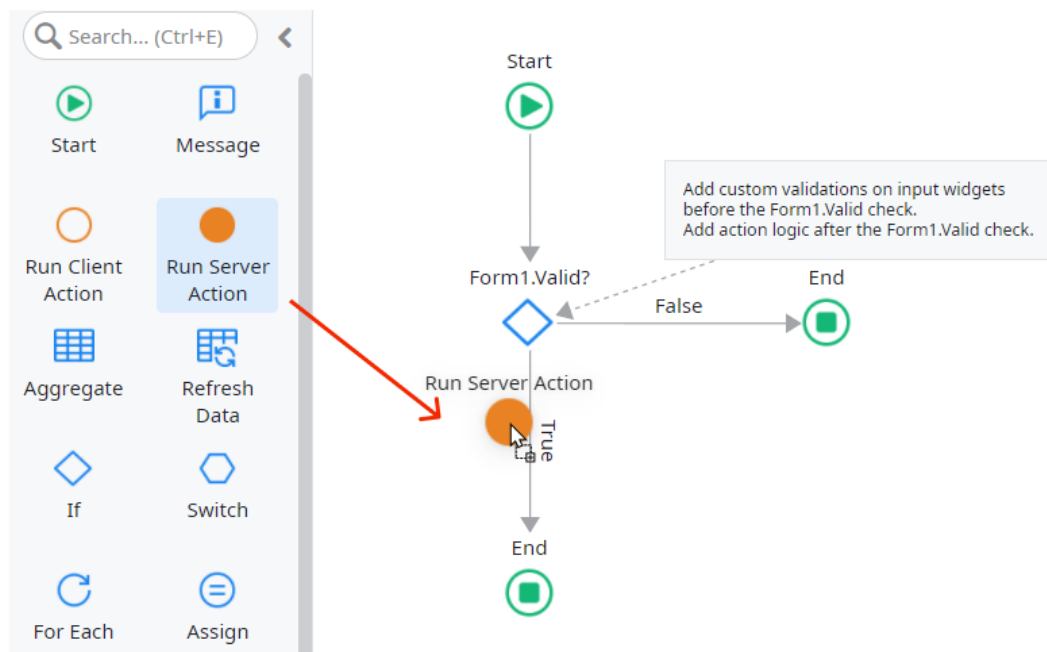 Search... (Ctrl+E)
Start
Message
Run Client
Action
Run Server
Action
Aggregate
Refresh
Data
If
Switch
For Each
Assign
Start
Add custom validations on input widgets
before the Form1.Valid check.
Add action logic after the Form1.Valid check.
Form1.Valid?
False
End
Run Server Action
True
End